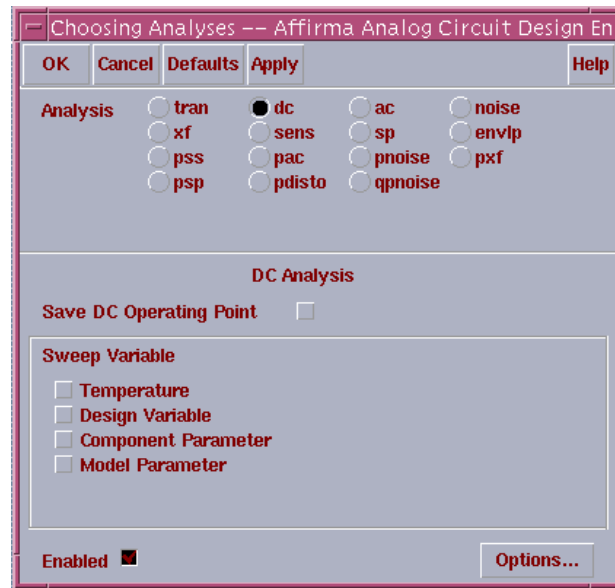 Choosing Analyses -- Affirma Analog Circuit Design En
OK Cancel Defaults Apply Help
Analysis tran dc ac noise
xf sens sp envlp
pss pac pnoise pxf
psp pdisto qpnoise
DC Analysis
Save DC Operating Point
Sweep Variable
Temperature
Design Variable
Component Parameter
Model Parameter
Enabled Options...